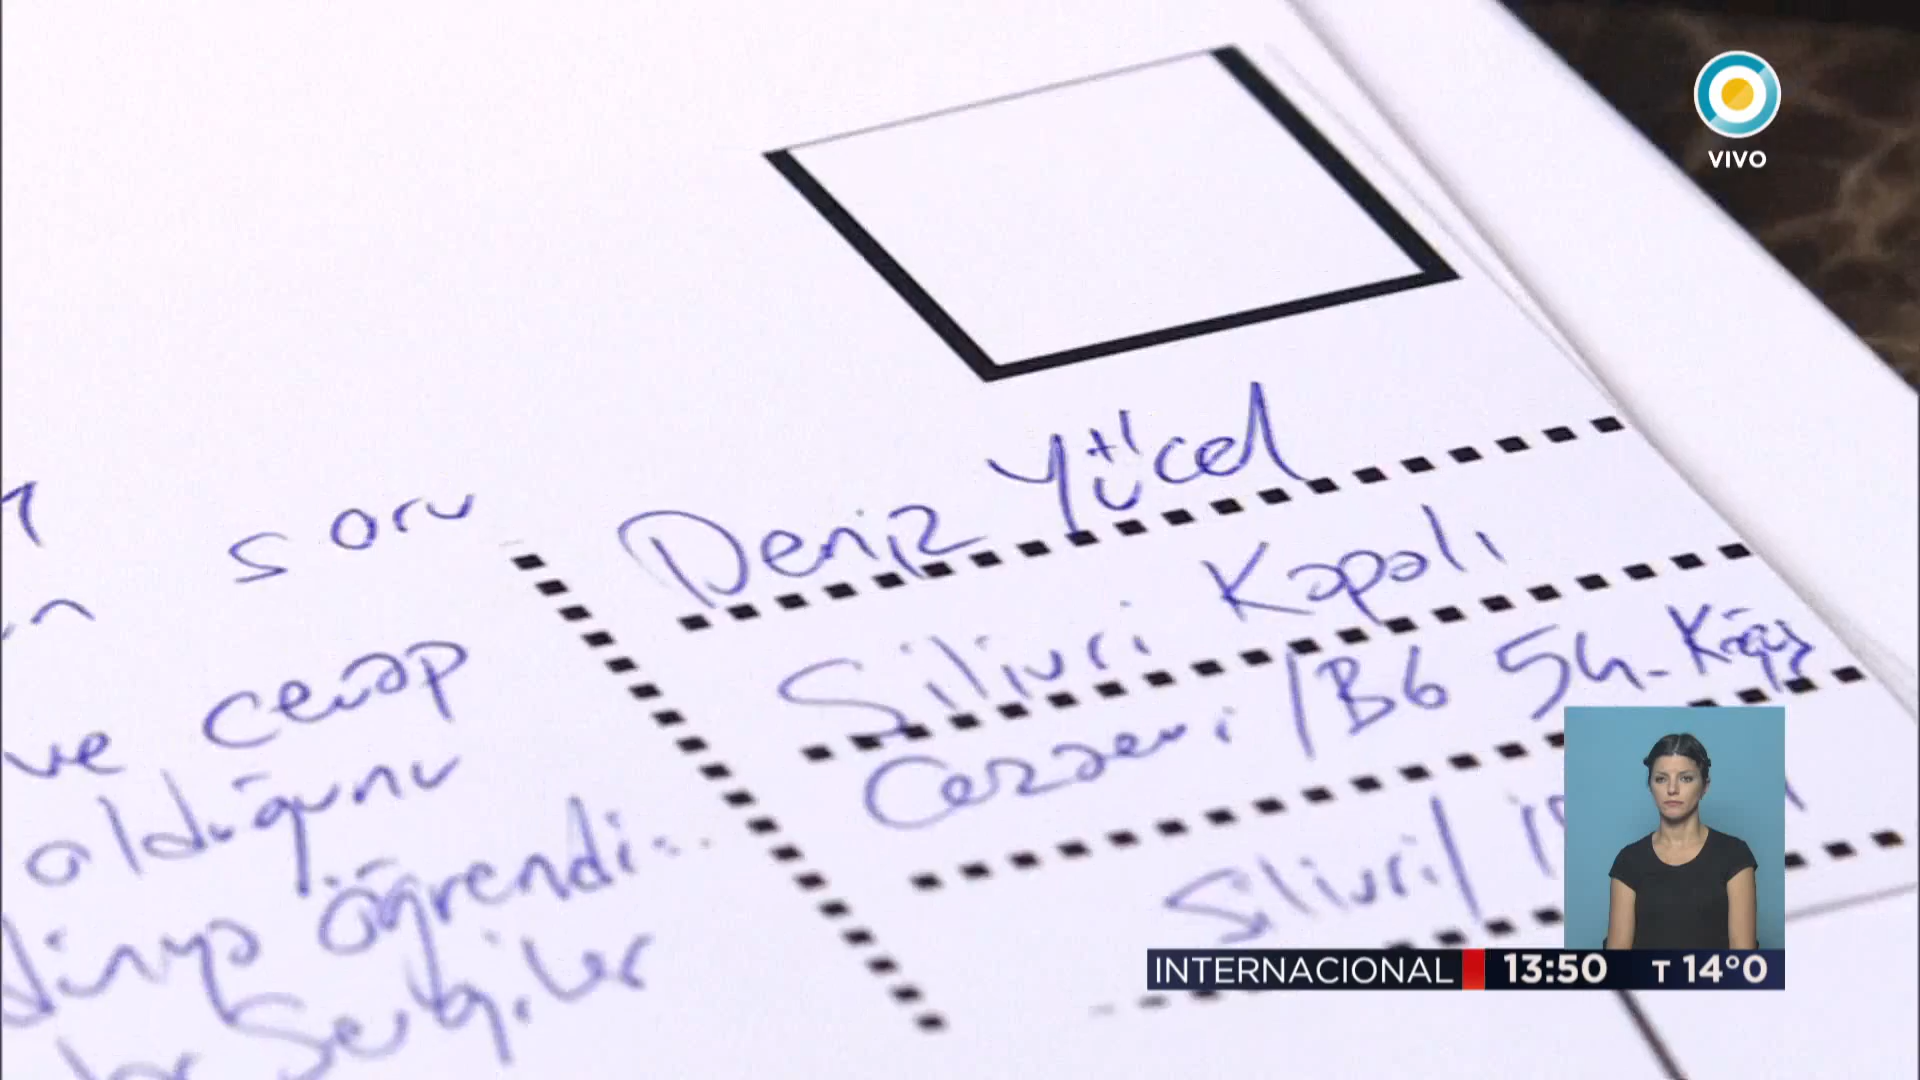 VIVO
soru
ve cevap
olduğunu
dünya öğrendi...
Sevgiler
Deniz Yücel
Silivri Kapalı
Cezaevi / B6 54-Koğuş
Silivri /
INTERNACIONAL 13:50 T 14°0